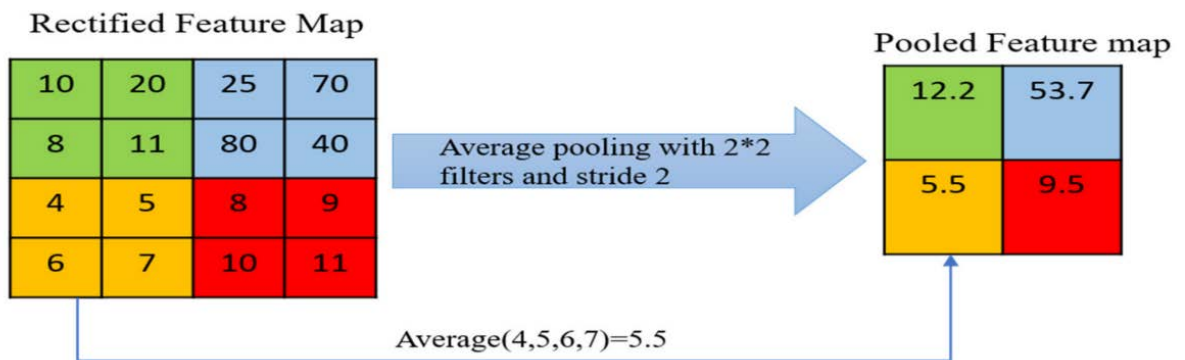 Rectified Feature Map
10 20 25 70
8 11 80 40
4 5 8 9
6 7 10 11
Average pooling with 2*2
filters and stride 2
Pooled Feature map
12.2 53.7
5.5 9.5
Average(4,5,6,7)=5.5